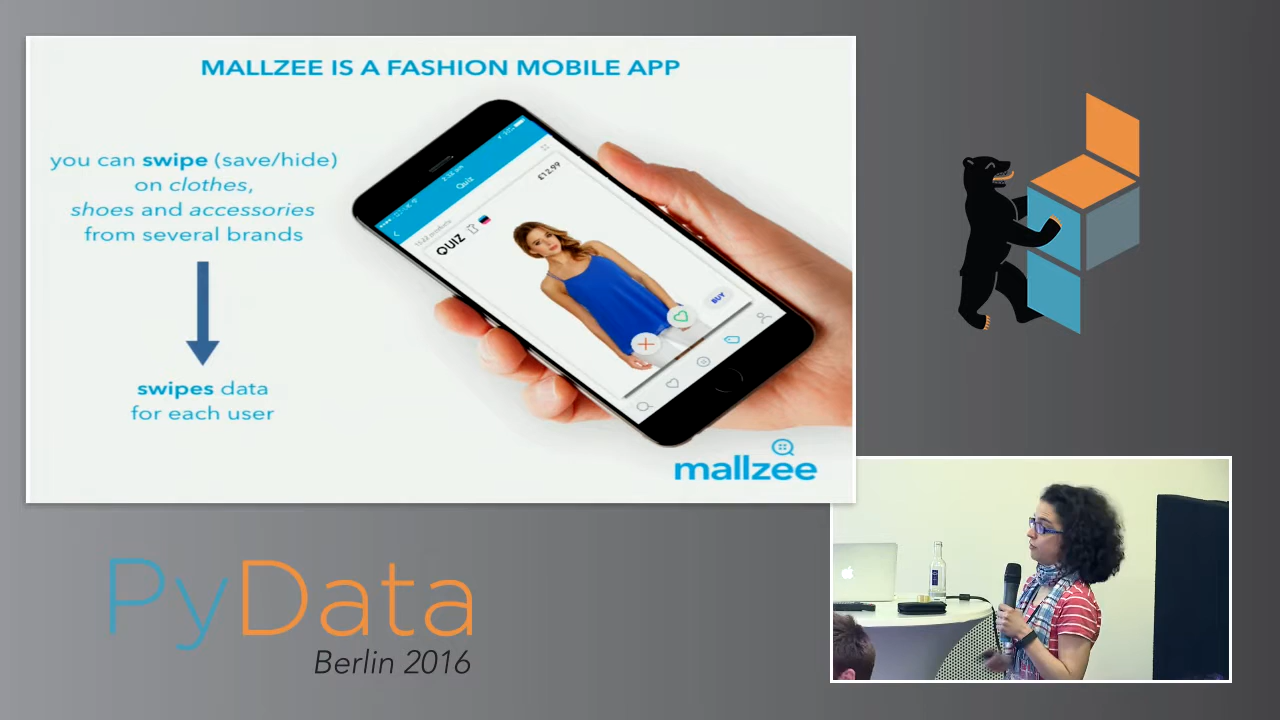 MALLZEE IS A FASHION MOBILE APP
you can swipe (save/hide)
on clothes,
shoes and accessories
from several brands
swipes data
for each user
Quiz
£12.99
QUIZ
BUY
mallzee
PyData
Berlin 2016